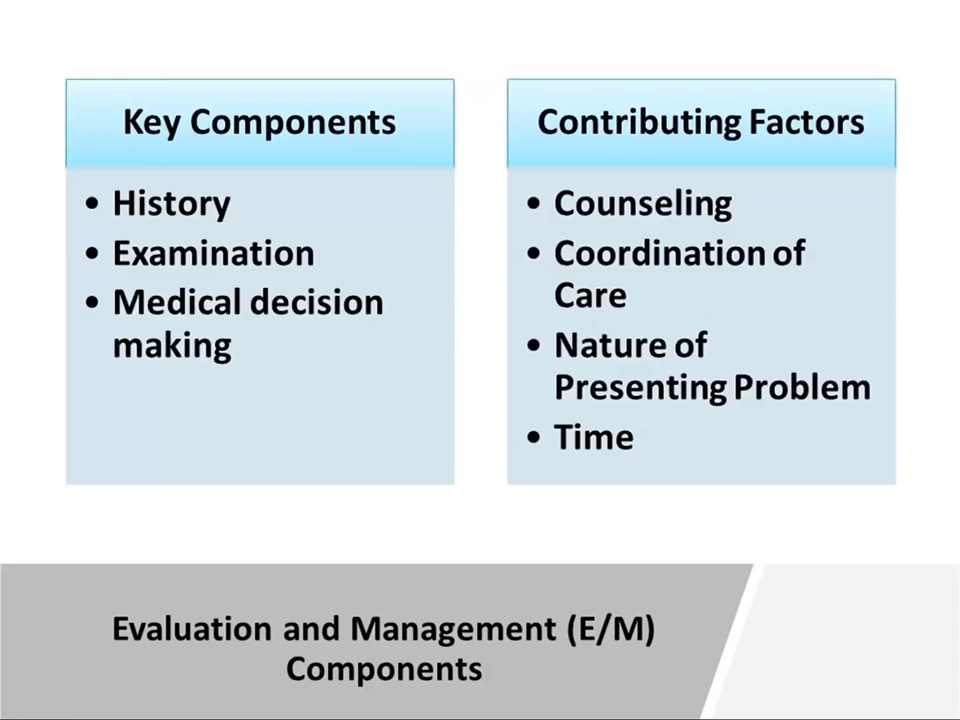 Key Components
• History
• Examination
• Medical decision
making
Contributing Factors
• Counseling
• Coordination of
Care
• Nature of
Presenting Problem
• Time
Evaluation and Management (E/M)
Components